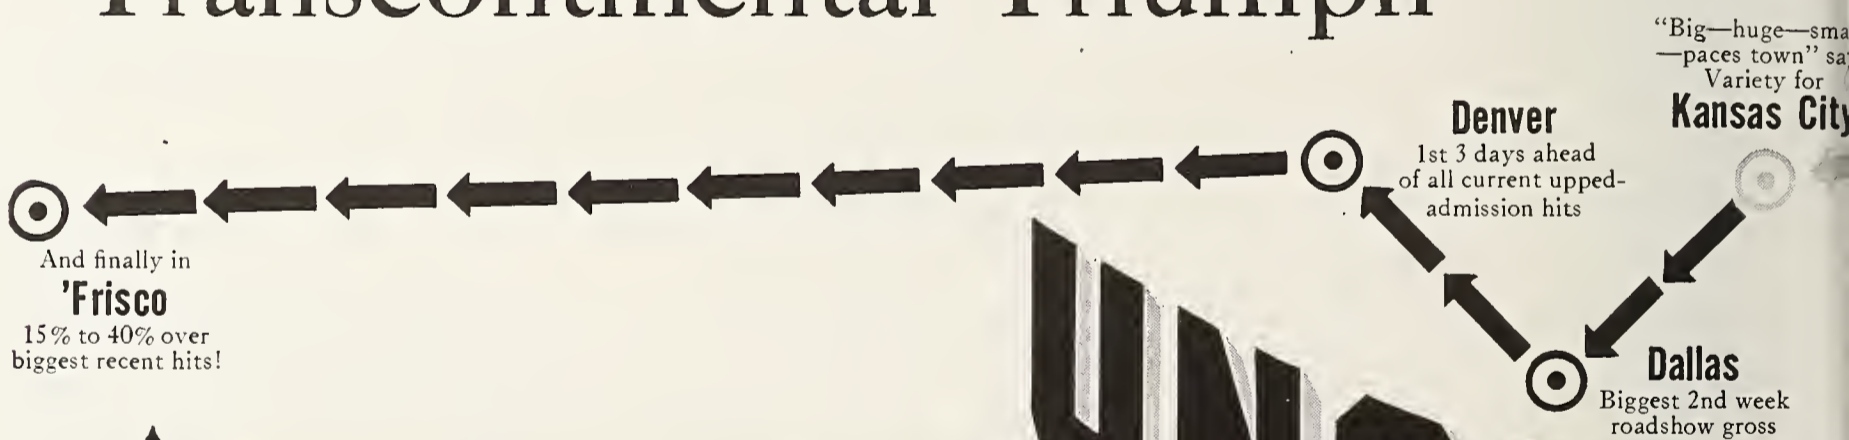 Transcontinental Triumph
"Big—huge—sma
—paces town" sa
Variety for
Kansas City
Denver
1st 3 days ahead
of all current upped-
admission hits
And finally in
'Frisco
15% to 40% over
biggest recent hits!
Dallas
Biggest 2nd week
roadshow gross